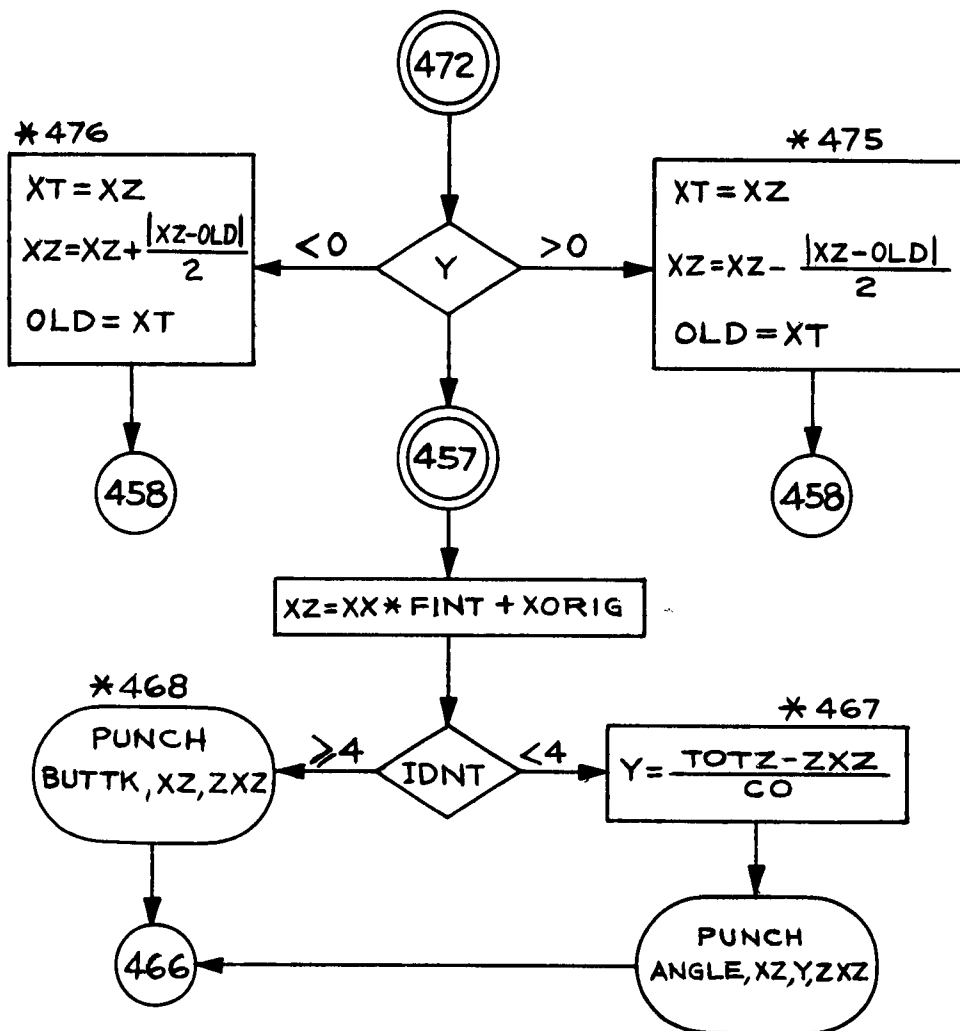 472
*476
XT = XZ
XZ=XZ+ |XZ-OLD| / 2
OLD = XT
<0
Y
>0
*475
XT = XZ
XZ=XZ- |XZ-OLD| / 2
OLD = XT
458
457
458
XZ=XX*FINT+XORIG
*468
PUNCH
BUTTK, XZ, ZXZ
≥4
IDNT
<4
*467
Y= TOTZ-ZXZ / CO
466
PUNCH
ANGLE, XZ, Y, ZXZ